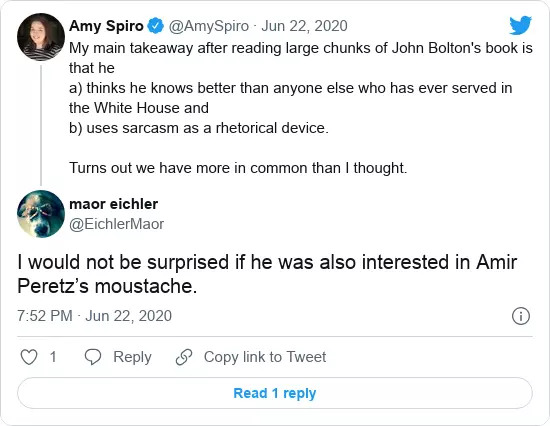 Amy Spiro @AmySpiro · Jun 22, 2020
My main takeaway after reading large chunks of John Bolton's book is
that he
a) thinks he knows better than anyone else who has ever served in
the White House and
b) uses sarcasm as a rhetorical device.
Turns out we have more in common than I thought.
maor eichler
@EichlerMaor
I would not be surprised if he was also interested in Amir
Peretz’s moustache.
7:52 PM · Jun 22, 2020
1 Reply Copy link to Tweet
Read 1 reply